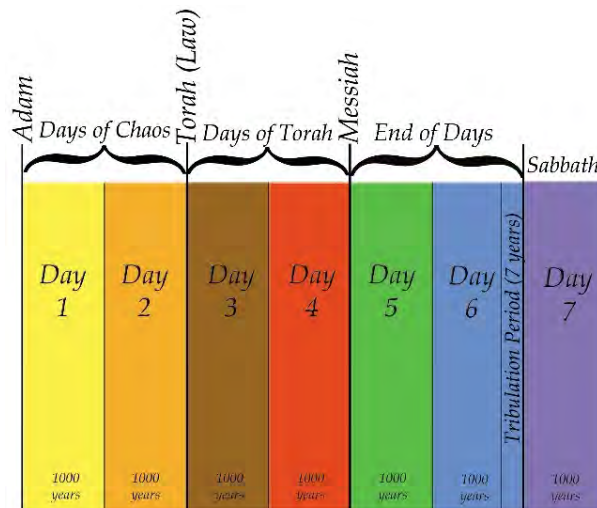 Adam
Torah (Law)
Messiah
Days of Chaos
Days of Torah
End of Days
Sabbath
Day
1
Day
2
Day
3
Day
4
Day
5
Day
6
Tribulation Period (7 years)
Day
7
1000
years
1000
years
1000
years
1000
years
1000
years
1000
years
1000
years